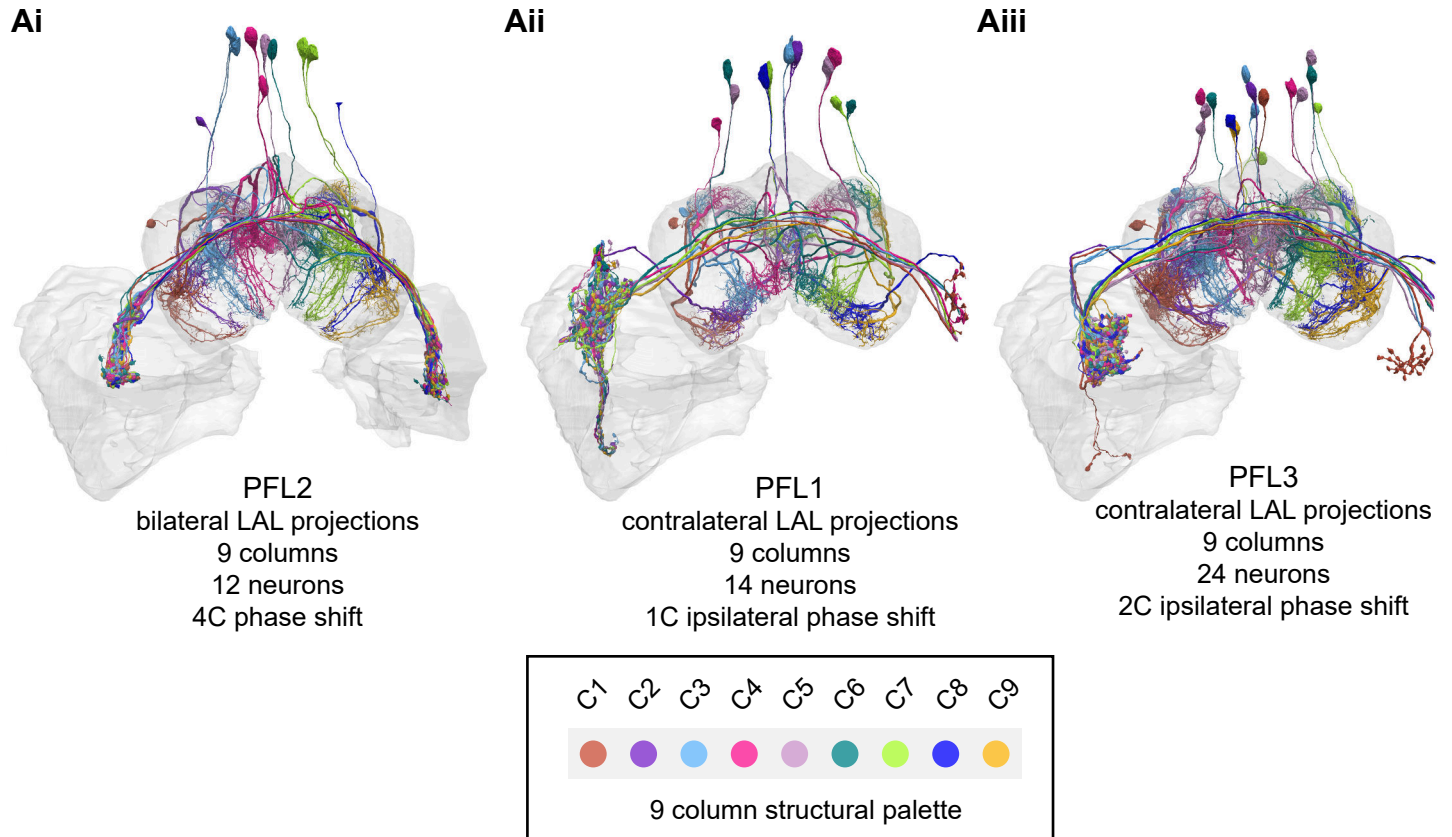 Ai
Aii
Aiii
PFL2
bilateral LAL projections
9 columns
12 neurons
4C phase shift
PFL1
contralateral LAL projections
9 columns
14 neurons
1C ipsilateral phase shift
PFL3
contralateral LAL projections
9 columns
24 neurons
2C ipsilateral phase shift
C1 C2 C3 C4 C5 C6 C7 C8 C9
9 column structural palette